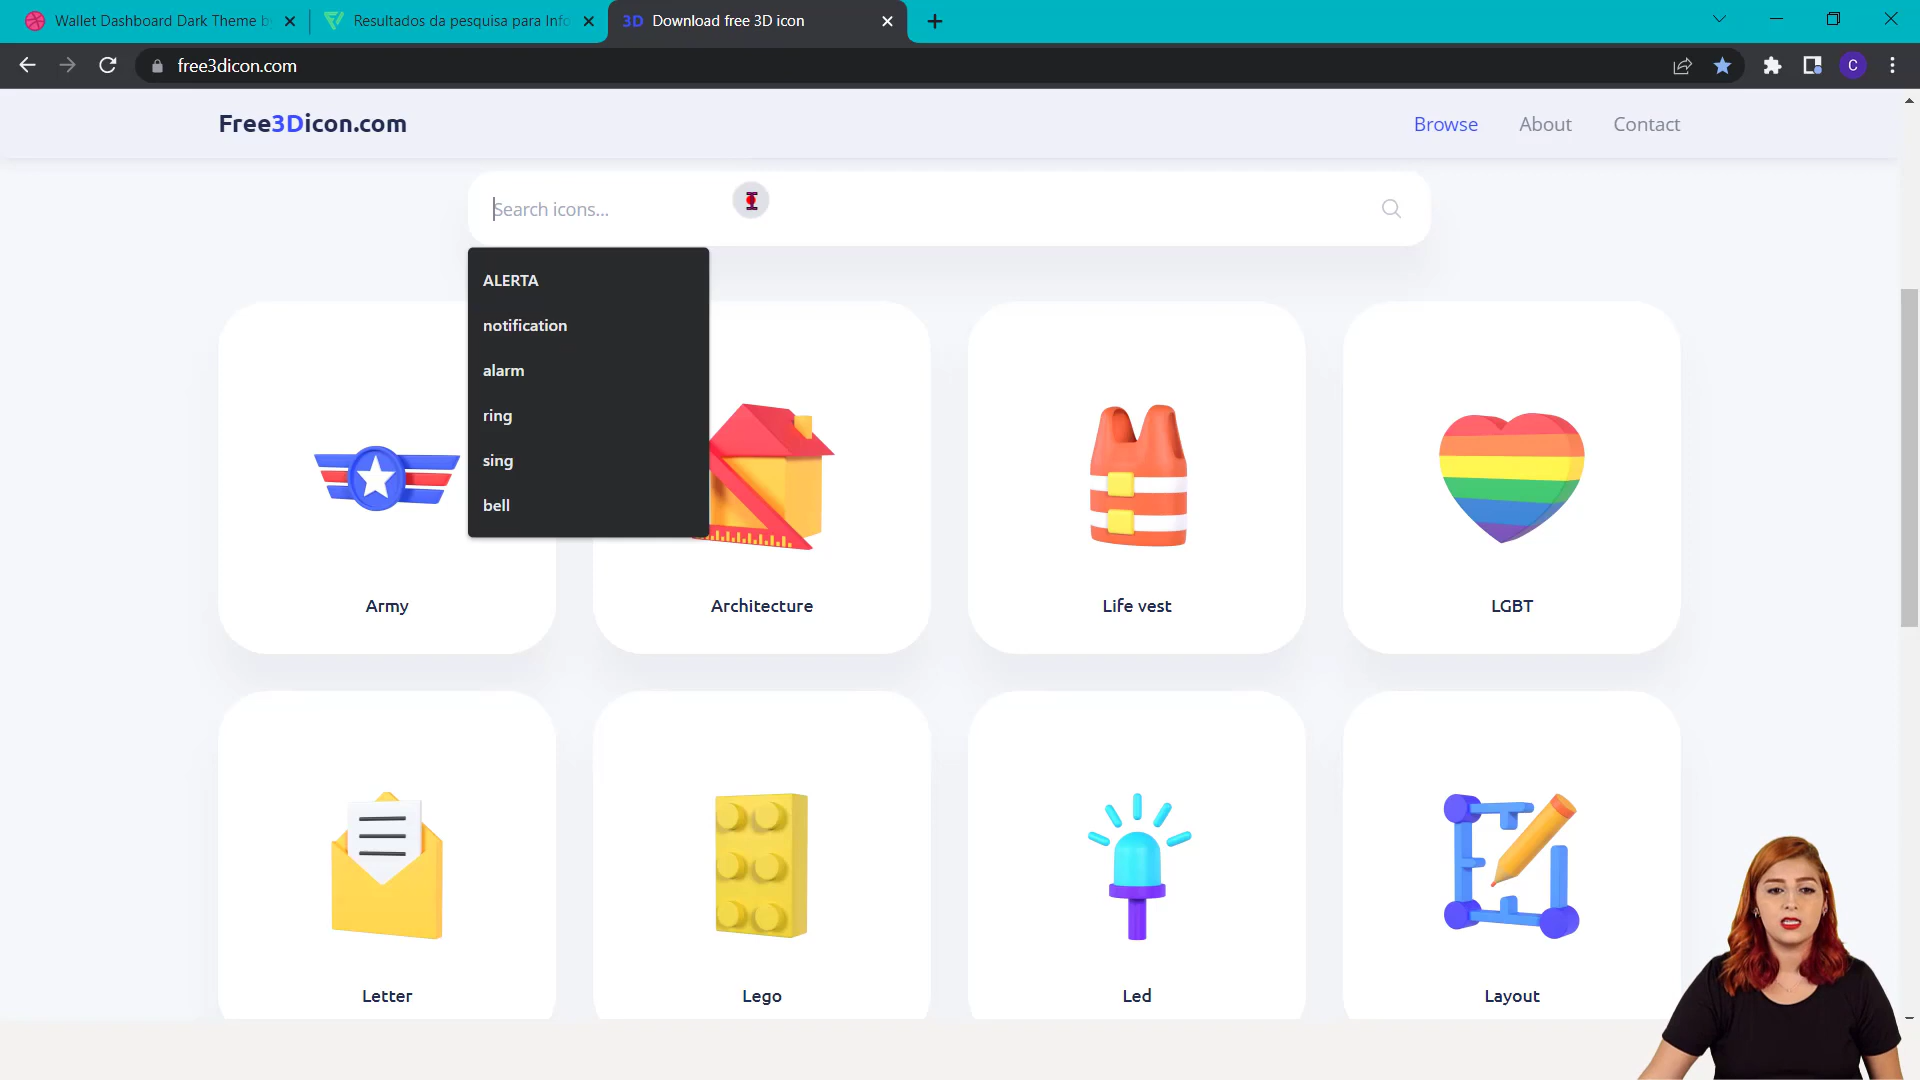 Wallet Dashboard Dark Theme b
Resultados da pesquisa para Info
3D Download free 3D icon
free3dicon.com
C
Free3Dicon.com
Browse
About
Contact
Search icons...
ALERTA
notification
alarm
ring
sing
bell
Army
Architecture
Life vest
LGBT
Letter
Lego
Led
Layout